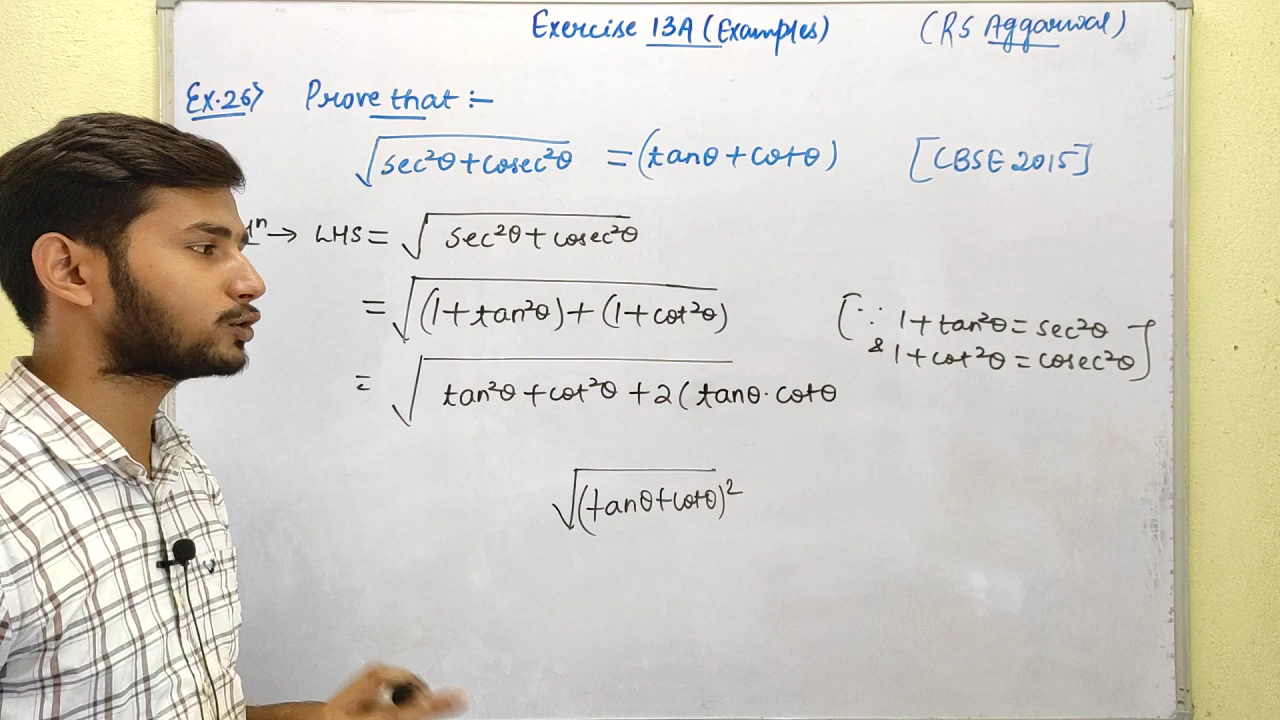 Exercise 13A (Examples) (RS Aggarwal)
Ex.26> Prove that :-
√sec²θ+cosec²θ = (tanθ + cotθ) [CBSE 2015]
→ LHS = √sec²θ + cosec²θ
= √(1+tan²θ) + (1+cot²θ)
[∵ 1+tan²θ = sec²θ
& 1+cot²θ = cosec²θ]
= √tan²θ + cot²θ + 2(tanθ·cotθ
√(tanθ+cotθ)²